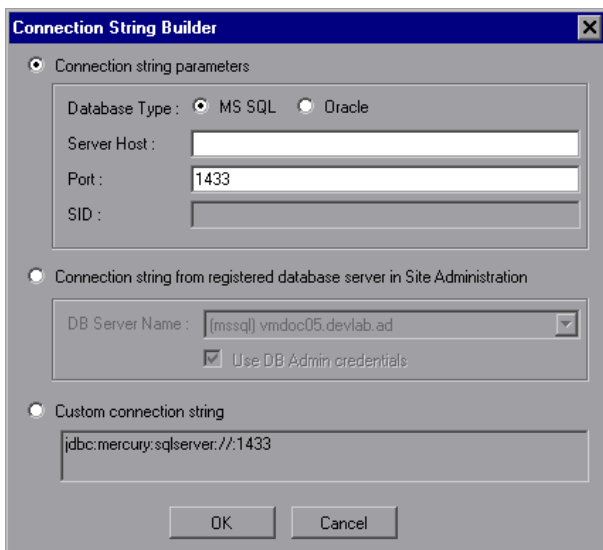 Connection String Builder
Connection string parameters
Database Type : MS SQL Oracle
Server Host :
Port : 1433
SID :
Connection string from registered database server in Site Administration
DB Server Name : (mssql) vmdoc05.devlab.ad
Use DB Admin credentials
Custom connection string
jdbc:mercury:sqlserver://:1433
OK Cancel